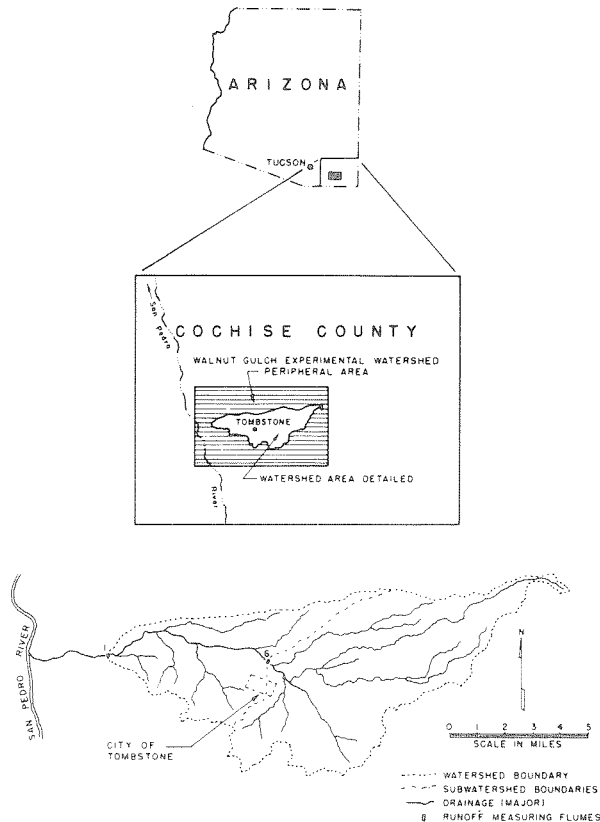 ARIZONA
TUCSON
San Pedro
COCHISE COUNTY
WALNUT GULCH EXPERIMENTAL WATERSHED
PERIPHERAL AREA
TOMBSTONE
WATERSHED AREA DETAILED
River
SAN PEDRO RIVER
1
6
N
CITY OF
TOMBSTONE
0 1 2 3 4 5
SCALE IN MILES
WATERSHED BOUNDARY
SUBWATERSHED BOUNDARIES
DRAINAGE (MAJOR)
RUNOFF MEASURING FLUMES